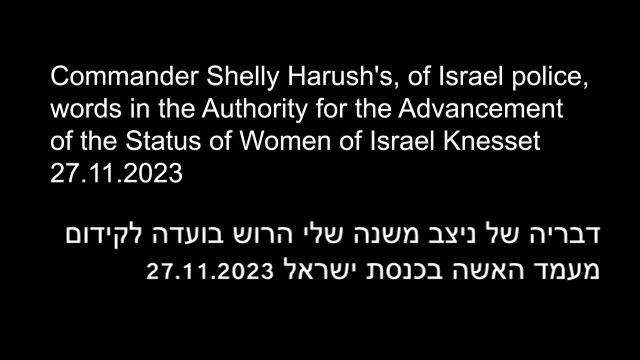 Commander Shelly Harush's, of Israel police,
words in the Authority for the Advancement
of the Status of Women of Israel Knesset
27.11.2023
דבריה של ניצב משנה שלי הרוש בועדה לקידום
מעמד האשה בכנסת ישראל 27.11.2023